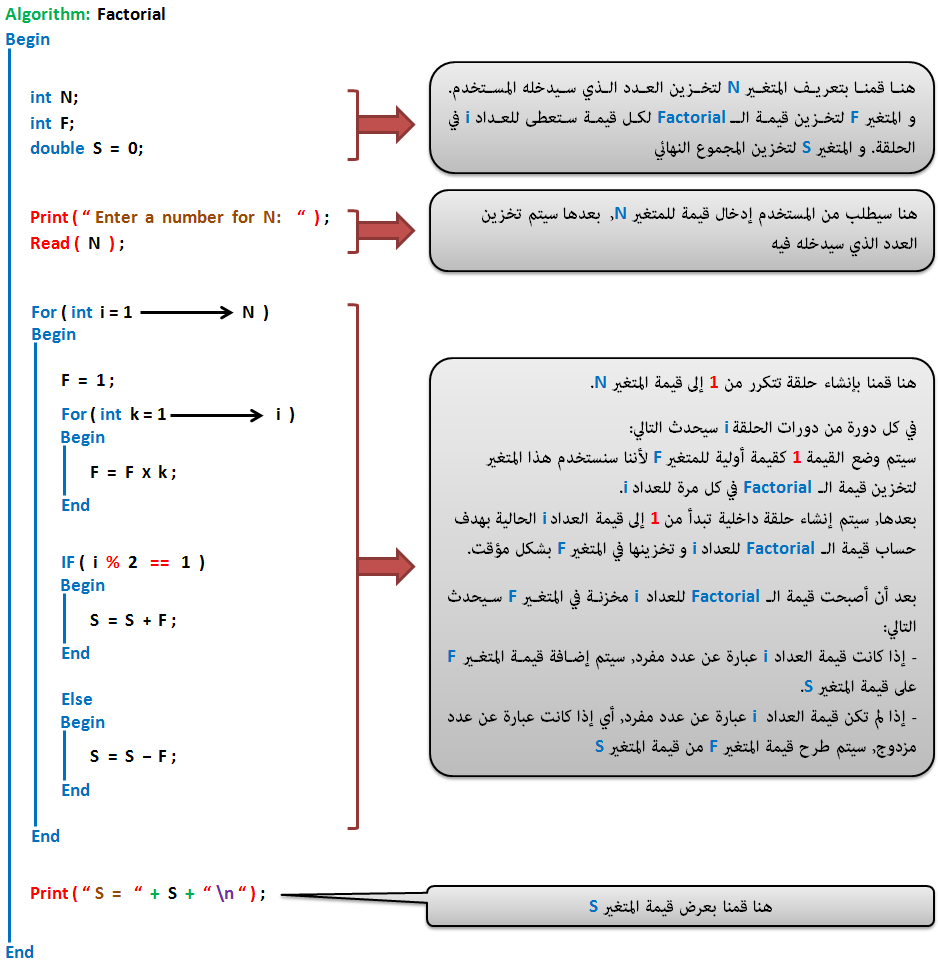 Algorithm: Factorial
Begin
int N;
int F;
double S = 0;
هنا قمنا بتعريف المتغير N لتخزين العدد الذي سيدخله المستخدم.
و المتغير F لتخزين قيمة الـ Factorial لكل قيمة ستعطى للعداد i في
الحلقة. و المتغير S لتخزين المجموع النهائي
Print ( “ Enter a number for N: “ ) ;
Read ( N ) ;
هنا سيطلب من المستخدم إدخال قيمة للمتغير N, بعدها سيتم تخزين
العدد الذي سيدخله فيه
For ( int i = 1 ⟶ N )
Begin
F = 1 ;
For ( int k = 1 ⟶ i )
Begin
F = F X k ;
End
IF ( i % 2 == 1 )
Begin
S = S + F ;
End
Else
Begin
S = S – F ;
End
End
هنا قمنا بإنشاء حلقة تتكرر من 1 إلى قيمة المتغير N.
في كل دورة من دورات الحلقة i سيحدث التالي:
سيتم وضع القيمة 1 كقيمة أولية للمتغير F لأننا سنستخدم هذا المتغير
لتخزين قيمة الـ Factorial في كل مرة للعداد i.
بعدها, سيتم إنشاء حلقة داخلية تبدأ من 1 إلى قيمة العداد i الحالية بهدف
حساب قيمة الـ Factorial للعداد i و تخزينها في المتغير F بشكل مؤقت.
بعد أن أصبحت قيمة الـ Factorial للعداد i مخزنة في المتغير F سيحدث
التالي:
- إذا كانت قيمة العداد i عبارة عن عدد مفرد, سيتم إضافة قيمة المتغير F
على قيمة المتغير S.
- إذا لم تكن قيمة العداد i عبارة عن عدد مفرد, أي إذا كانت عبارة عن عدد
مزدوج, سيتم طرح قيمة المتغير F من قيمة المتغير S
Print ( “ S = “ + S + “ \n “ ) ;
هنا قمنا بعرض قيمة المتغير S
End